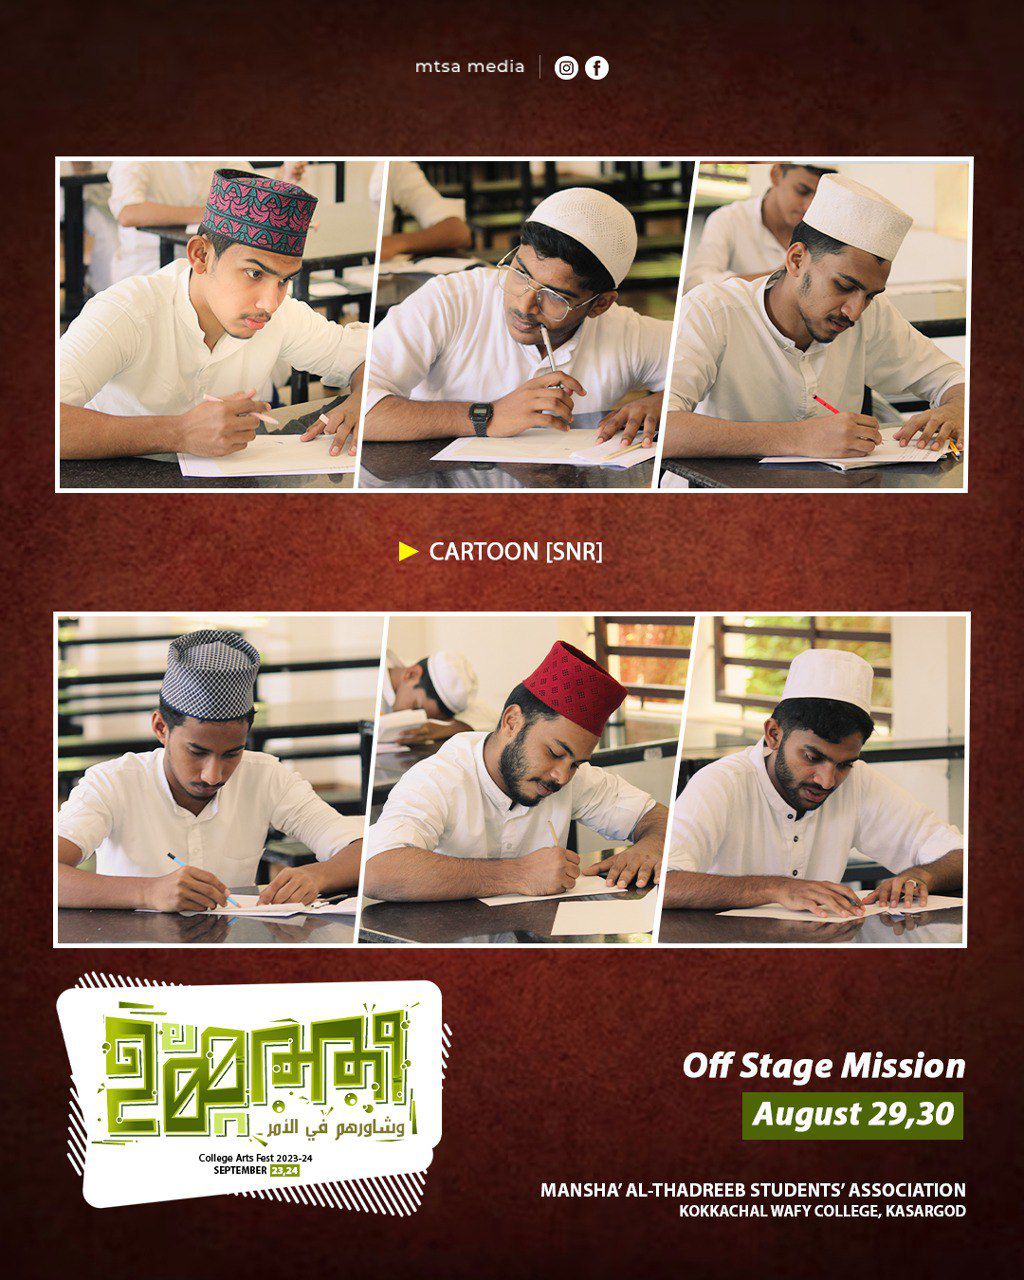 mtsa media
CARTOON [SNR]
وشاورهم في الأمر
College Arts Fest 2023-24
SEPTEMBER 23,24
Off Stage Mission
August 29,30
MANSHA’ AL-THADREEB STUDENTS’ ASSOCIATION
KOKKACHAL WAFY COLLEGE, KASARGOD